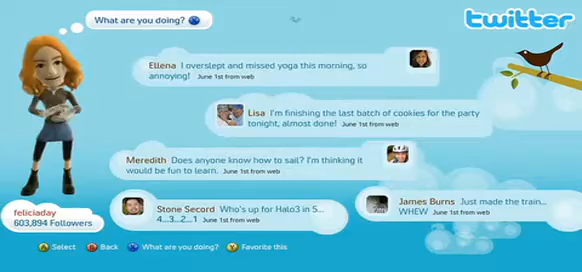 What are you doing?
twitter
Ellena I overslept and missed yoga this morning, so
annoying! June 1st from web
Lisa I'm finishing the last batch of cookies for the party
tonight, almost done! June 1st from web
Meredith Does anyone know how to sail? I'm thinking it
would be fun to learn. June 1st from web
feliciaday
603,894 Followers
Stone Secord Who's up for Halo3 in 5...
4...3...2...1 June 1st from web
James Burns Just made the train...
WHEW June 1st from web
A Select B Back X What are you doing? Y Favorite this